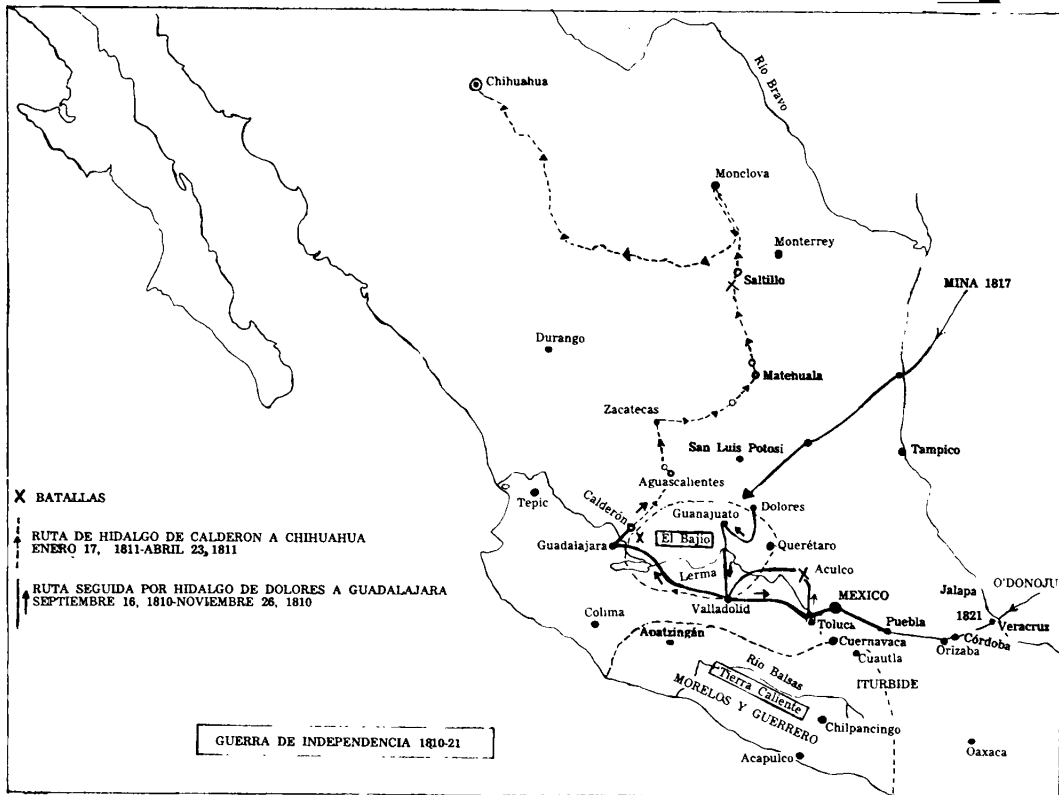 Chihuahua
Río Bravo
Monclova
Monterrey
Saltillo
MINA 1817
Durango
Matehuala
Zacatecas
San Luis Potosí
Tampico
Aguascalientes
Tepic
Calderón
Guanajuato
Dolores
X BATALLAS
RUTA DE HIDALGO DE CALDERON A CHIHUAHUA
ENERO 17, 1811-ABRIL 23, 1811
RUTA SEGUIDA POR HIDALGO DE DOLORES A GUADALAJARA
SEPTIEMBRE 16, 1810-NOVIEMBRE 26, 1810
Guadalajara
El Bajío
Querétaro
Lerma
Aculco
Valladolid
MEXICO
Jalapa
O'DONOJU
1821
Veracruz
Colima
Toluca
Puebla
Córdoba
Orizaba
Aoatzingán
Cuernavaca
Cuautla
Río Balsas
Tierra Caliente
ITURBIDE
MORELOS Y GUERRERO
Chilpancingo
Acapulco
Oaxaca
GUERRA DE INDEPENDENCIA 1810-21